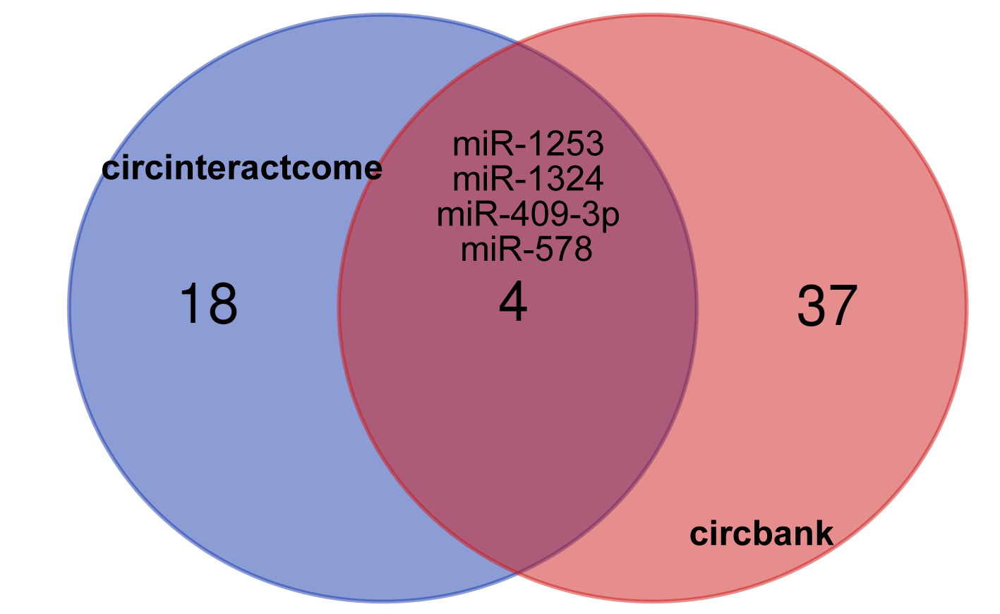 miR-1253
circinteractcome
miR-1324
miR-409-3p
miR-578
18
4
37
circbank